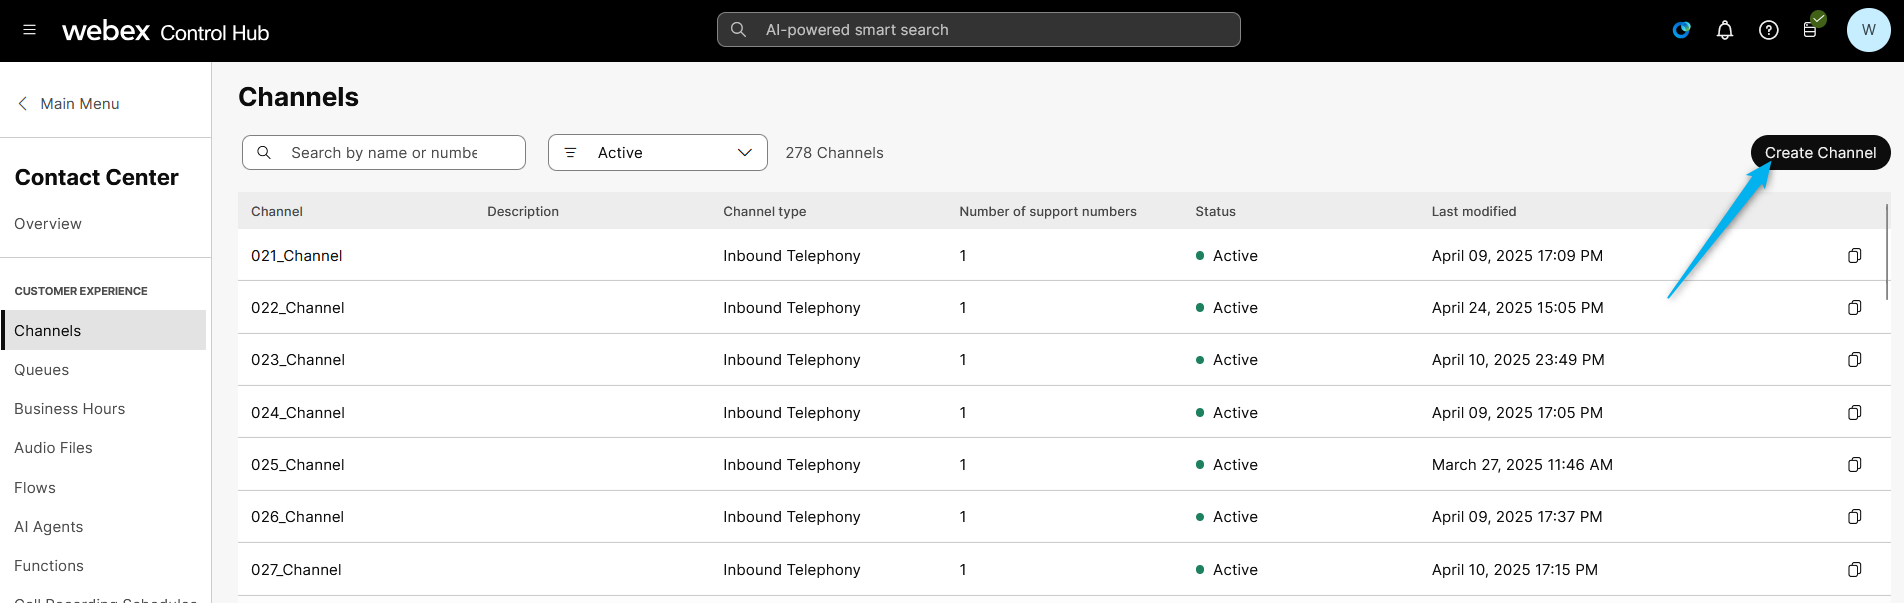 webex Control Hub
AI-powered smart search
W
Main Menu
Contact Center
Overview
CUSTOMER EXPERIENCE
Channels
Queues
Business Hours
Audio Files
Flows
AI Agents
Functions
Call Recording Schedules
Channels
Search by name or numbe
Active
278 Channels
Create Channel
Channel Description Channel type Number of support numbers Status Last modified
021_Channel Inbound Telephony 1 Active April 09, 2025 17:09 PM
022_Channel Inbound Telephony 1 Active April 24, 2025 15:05 PM
023_Channel Inbound Telephony 1 Active April 10, 2025 23:49 PM
024_Channel Inbound Telephony 1 Active April 09, 2025 17:05 PM
025_Channel Inbound Telephony 1 Active March 27, 2025 11:46 AM
026_Channel Inbound Telephony 1 Active April 09, 2025 17:37 PM
027_Channel Inbound Telephony 1 Active April 10, 2025 17:15 PM